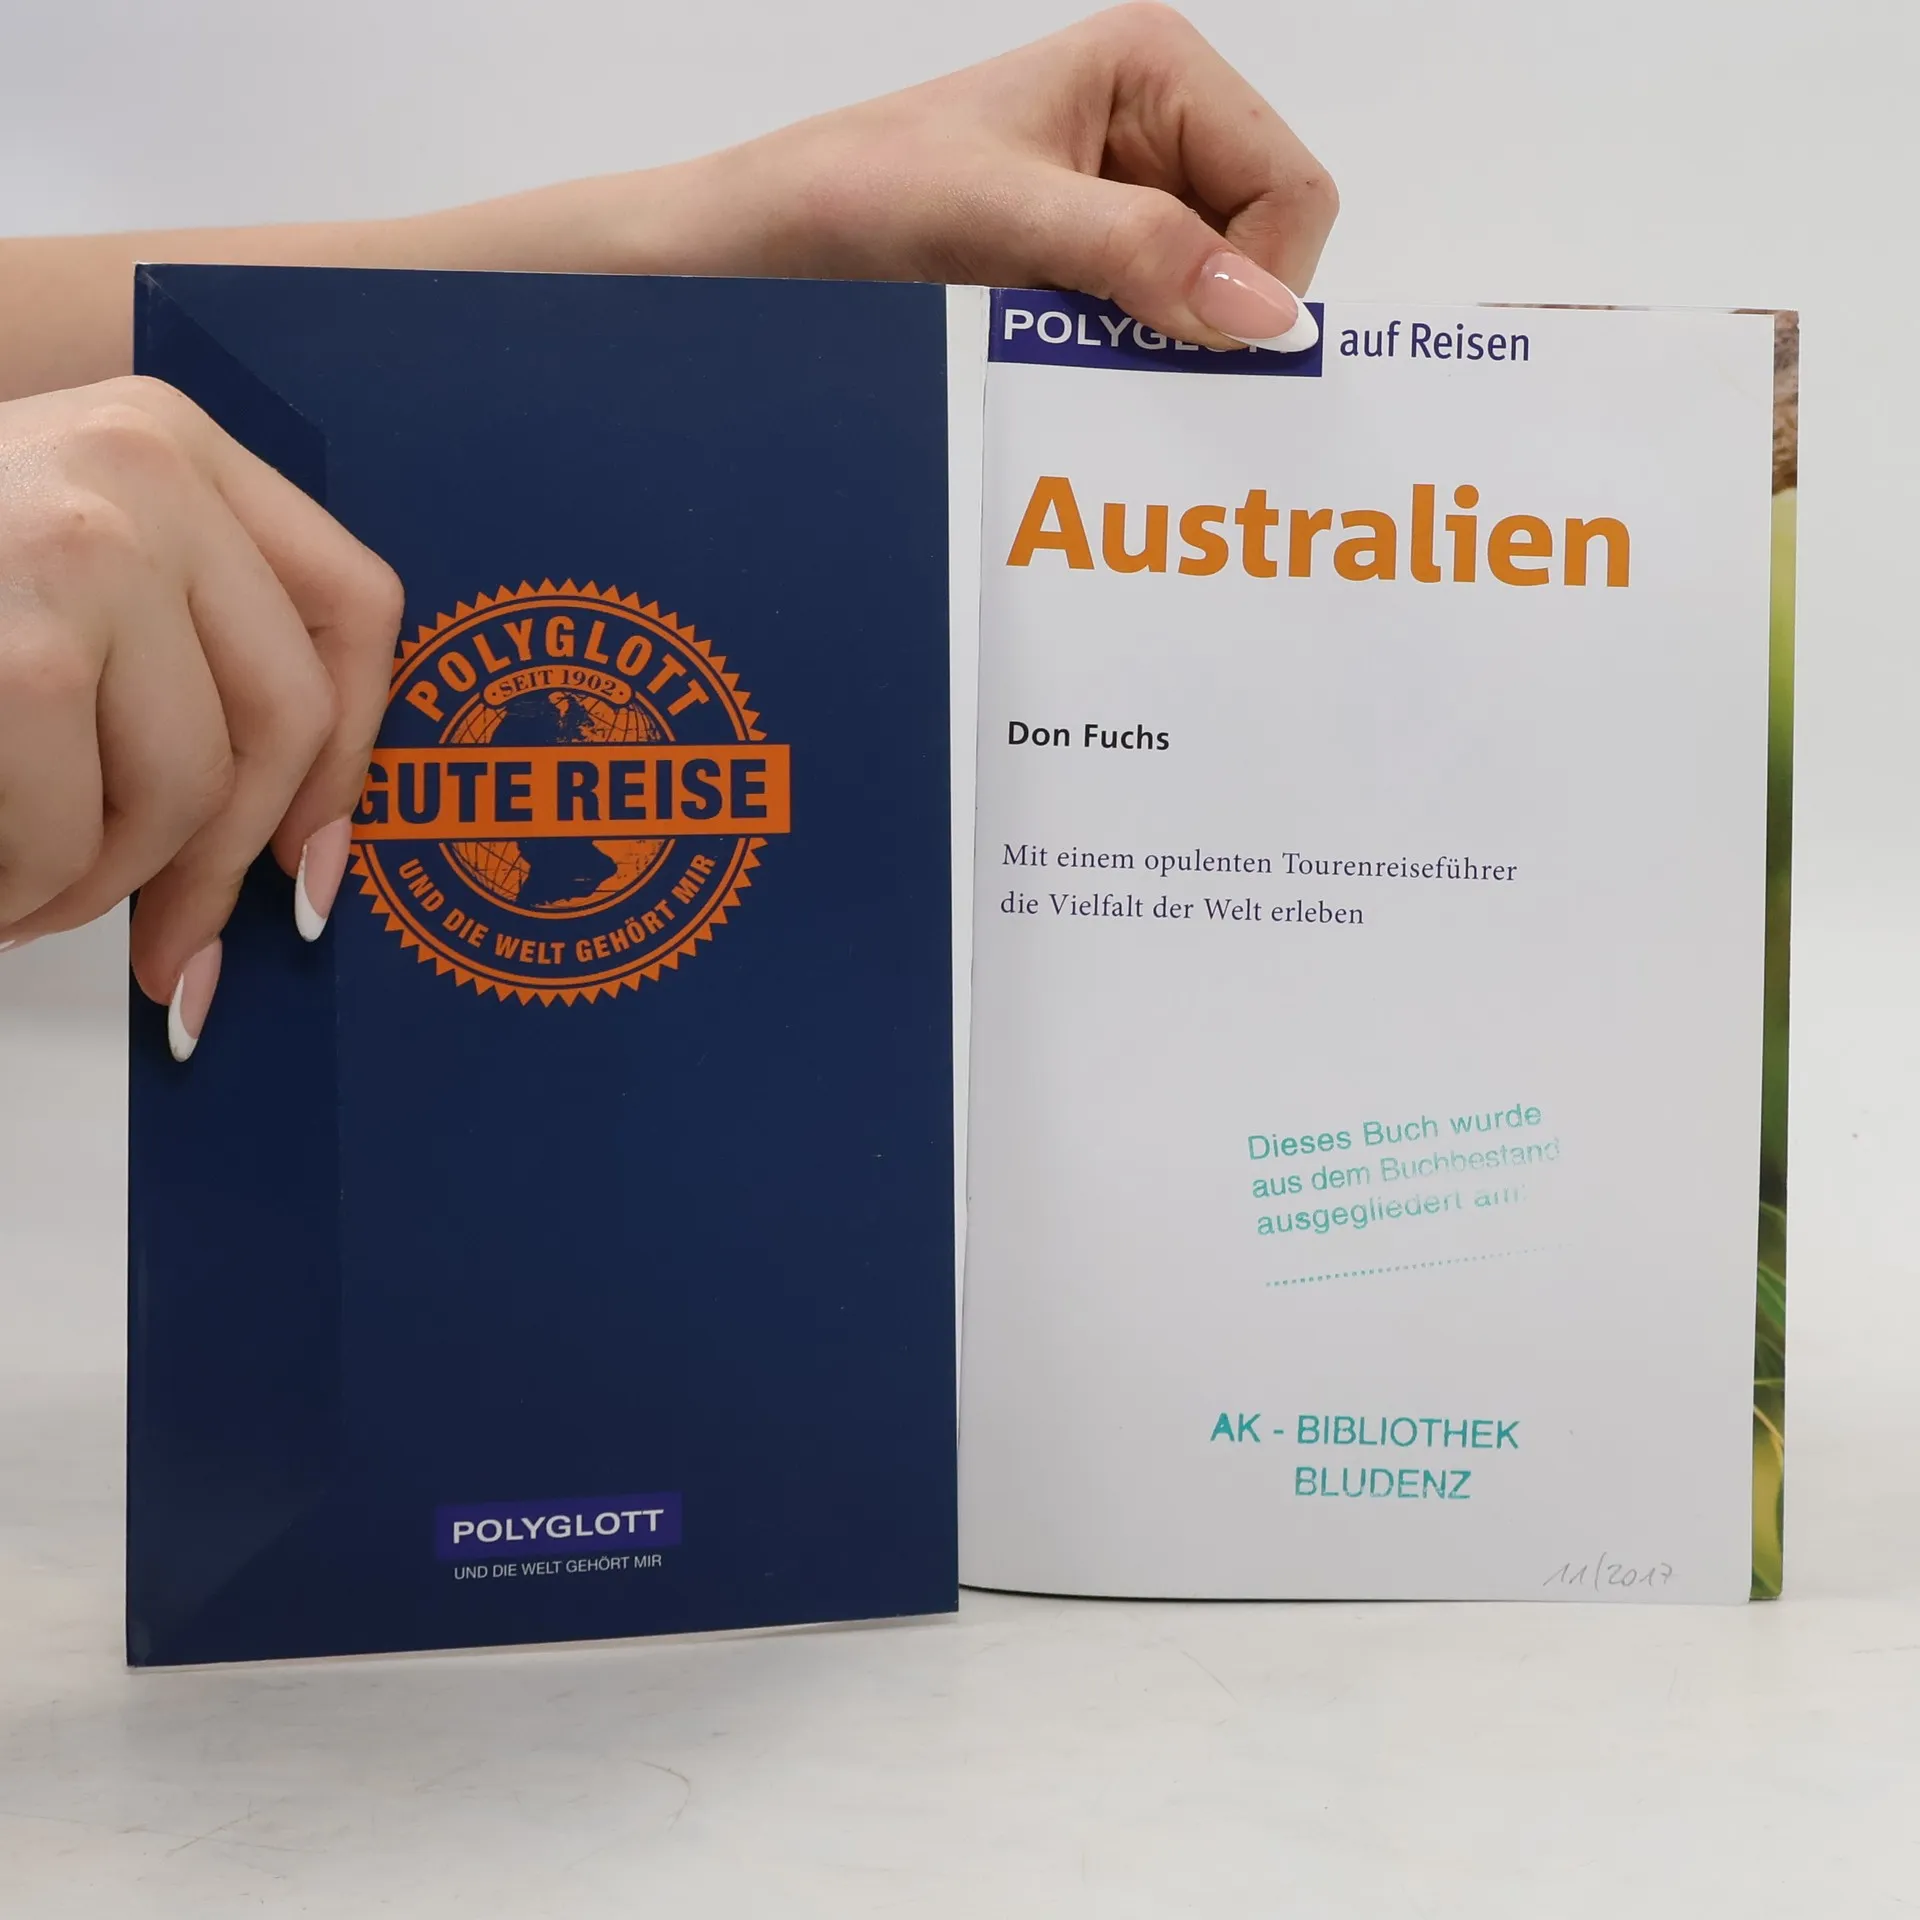 POLYGLOTT
SEIT 1902
GUTE REISE
UND DIE WELT GEHÖRT MIR
POLYGLOTT
UND DIE WELT GEHÖRT MIR
POLYGLOTT auf Reisen
Australien
Don Fuchs
Mit einem opulenten Tourenreiseführer
die Vielfalt der Welt erleben
Dieses Buch wurde
aus dem Buchbestand
ausgegliedert am:
AK - BIBLIOTHEK
BLUDENZ
11/2017